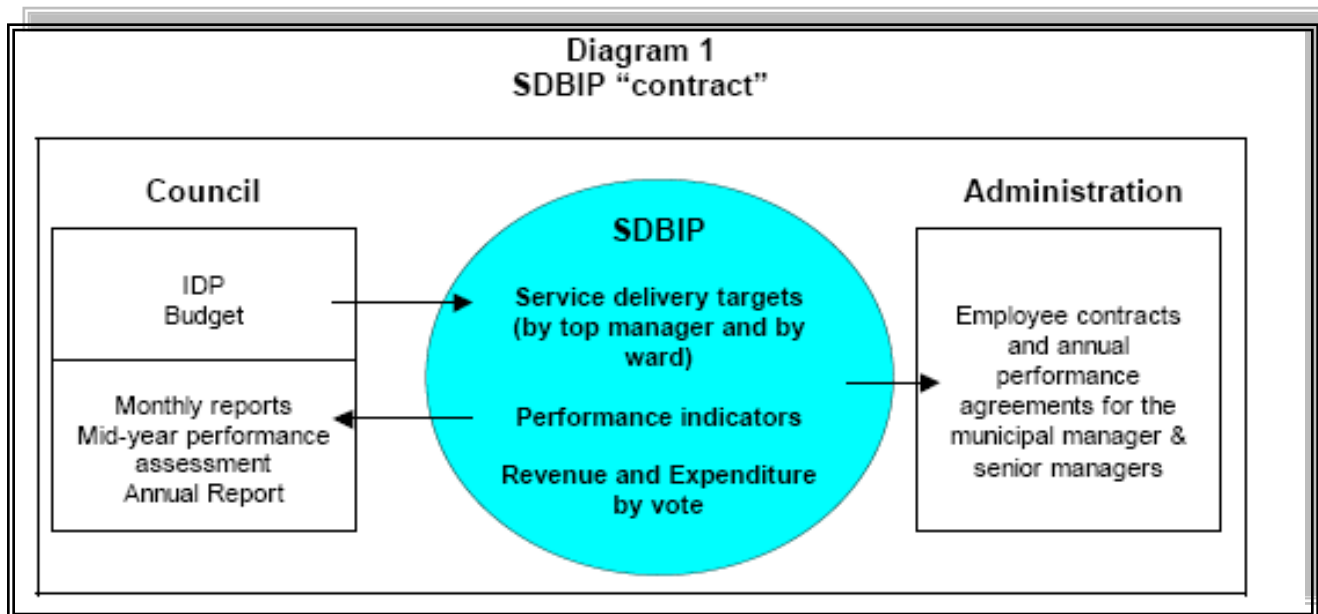 Diagram 1
SDBIP “contract”
Council
IDP
Budget
Monthly reports
Mid-year performance
assessment
Annual Report
SDBIP
Service delivery targets
(by top manager and by
ward)
Performance indicators
Revenue and Expenditure
by vote
Administration
Employee contracts
and annual
performance
agreements for the
municipal manager &
senior managers